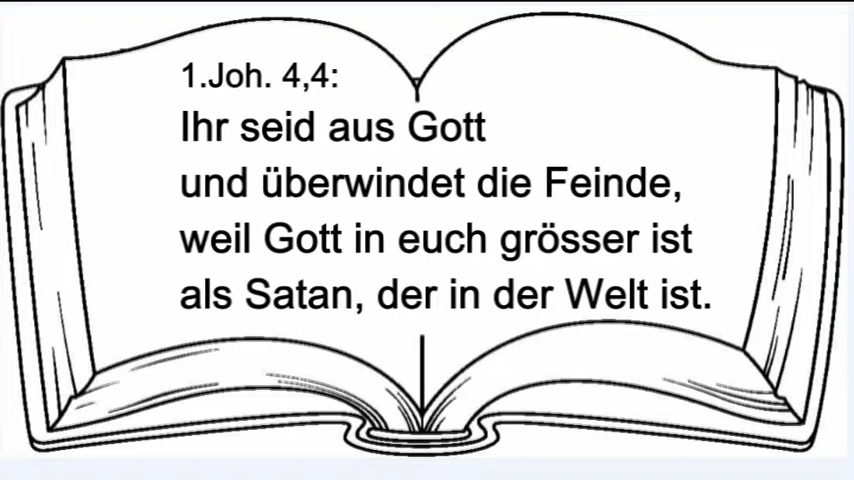 1.Joh. 4,4:
Ihr seid aus Gott
und überwindet die Feinde,
weil Gott in euch grösser ist
als Satan, der in der Welt ist.